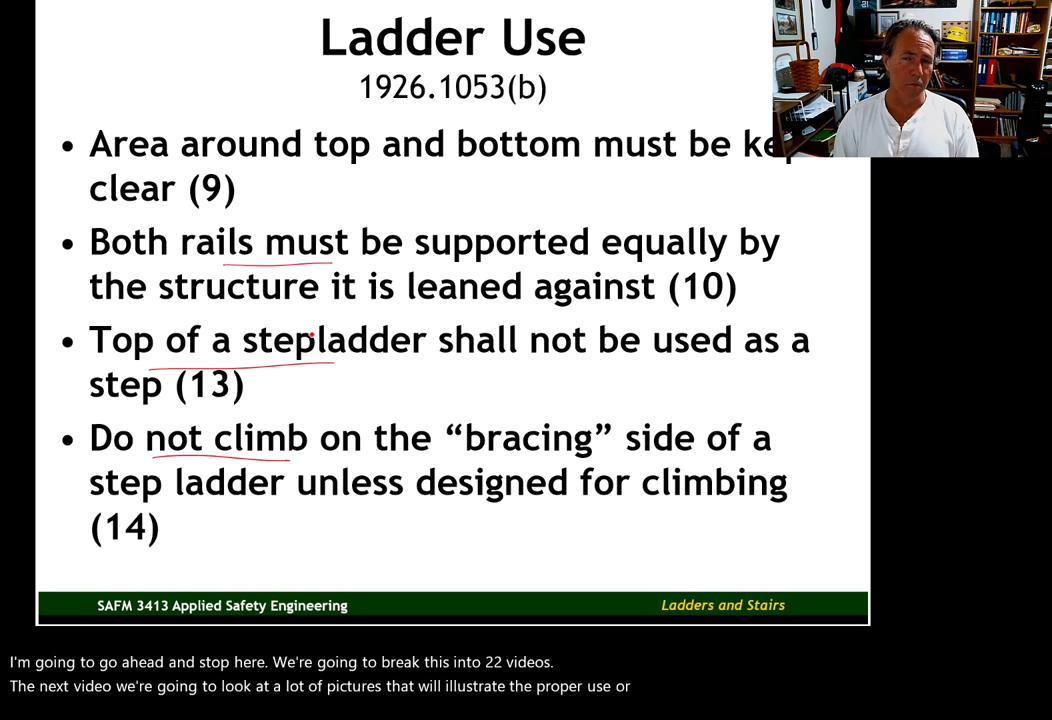 Ladder Use
1926.1053(b)
• Area around top and bottom must be
clear (9)
• Both rails must be supported equally by
the structure it is leaned against (10)
• Top of a stepladder shall not be used as a
step (13)
• Do not climb on the “bracing” side of a
step ladder unless designed for climbing
(14)
SAFM 3413 Applied Safety Engineering
Ladders and Stairs
I'm going to go ahead and stop here. We're going to break this into 22 videos.
The next video we're going to look at a lot of pictures that will illustrate the proper use or